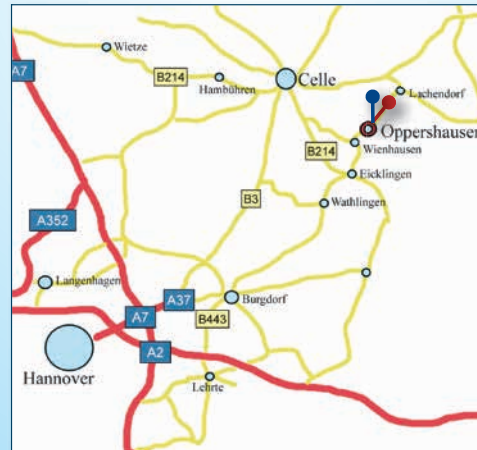 Wietze
A7
B214
Celle
Hambühren
Lachendorf
Oppershausen
B214
Wienhausen
Eicklingen
B3
Wathlingen
A352
Langenhagen
A37
Burgdorf
A7
B443
A2
Hannover
Lehrte